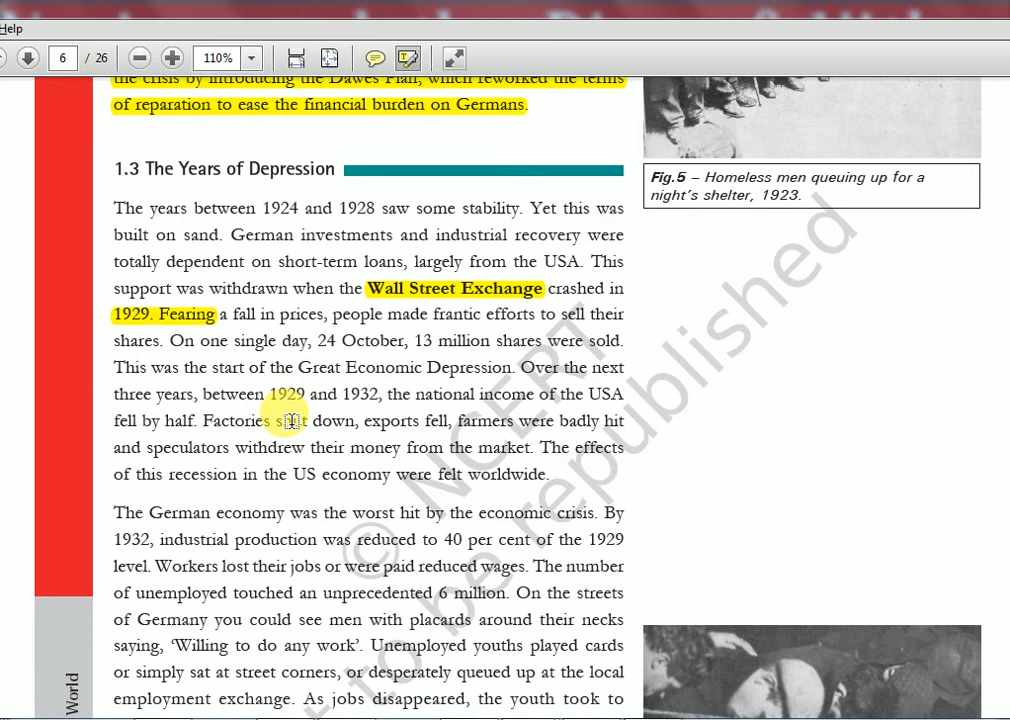 Help
6 / 26
110%
the crisis by introducing the Dawes Plan, which reworked the terms
of reparation to ease the financial burden on Germans.
1.3 The Years of Depression
The years between 1924 and 1928 saw some stability. Yet this was
built on sand. German investments and industrial recovery were
totally dependent on short-term loans, largely from the USA. This
support was withdrawn when the Wall Street Exchange crashed in
1929. Fearing a fall in prices, people made frantic efforts to sell their
shares. On one single day, 24 October, 13 million shares were sold.
This was the start of the Great Economic Depression. Over the next
three years, between 1929 and 1932, the national income of the USA
fell by half. Factories shut down, exports fell, farmers were badly hit
and speculators withdrew their money from the market. The effects
of this recession in the US economy were felt worldwide.
The German economy was the worst hit by the economic crisis. By
1932, industrial production was reduced to 40 per cent of the 1929
level. Workers lost their jobs or were paid reduced wages. The number
of unemployed touched an unprecedented 6 million. On the streets
of Germany you could see men with placards around their necks
saying, ‘Willing to do any work’. Unemployed youths played cards
or simply sat at street corners, or desperately queued up at the local
employment exchange. As jobs disappeared, the youth took to
Fig.5 – Homeless men queuing up for a
night's shelter, 1923.
World
© NCERT
to be republished